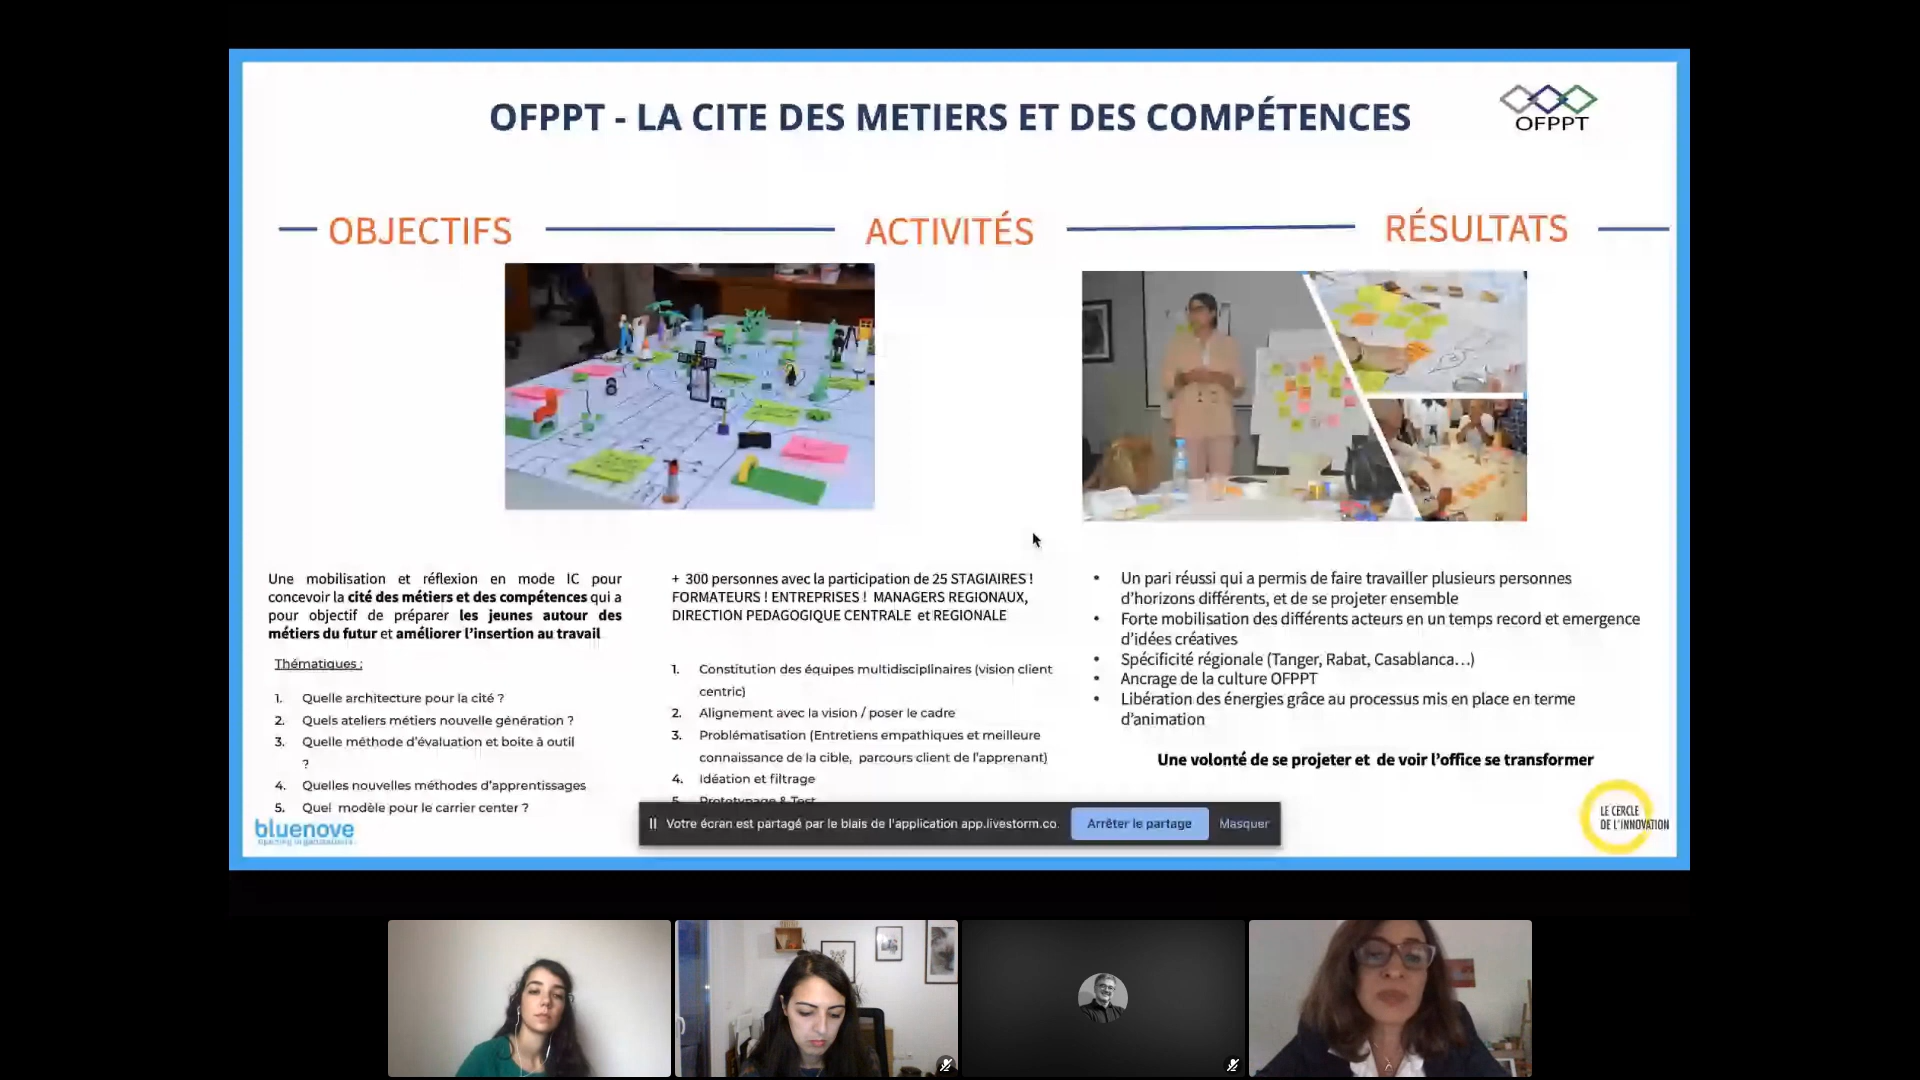 OFPPT - LA CITE DES METIERS ET DES COMPÉTENCES
OFPPT
OBJECTIFS
ACTIVITÉS
RÉSULTATS
Une mobilisation et réflexion en mode IC pour
concevoir la cité des métiers et des compétences qui a
pour objectif de préparer les jeunes autour des
métiers du futur et améliorer l'insertion au travail
Thématiques :
1. Quelle architecture pour la cité ?
2. Quels ateliers métiers nouvelle génération ?
3. Quelle méthode d'évaluation et boite à outil
?
4. Quelles nouvelles méthodes d'apprentissages
5. Quel modèle pour le carrier center ?
+ 300 personnes avec la participation de 25 STAGIAIRES !
FORMATEURS ! ENTREPRISES ! MANAGERS REGIONAUX,
DIRECTION PEDAGOGIQUE CENTRALE et REGIONALE
1. Constitution des équipes multidisciplinaires (vision client
centric)
2. Alignement avec la vision / poser le cadre
3. Problématisation (Entretiens empathiques et meilleure
connaissance de la cible, parcours client de l'apprenant)
4. Idéation et filtrage
5. Prototypage & Test
• Un pari réussi qui a permis de faire travailler plusieurs personnes
d'horizons différents, et de se projeter ensemble
• Forte mobilisation des différents acteurs en un temps record et emergence
d'idées créatives
• Spécificité régionale (Tanger, Rabat, Casablanca…)
• Ancrage de la culture OFPPT
• Libération des énergies grâce au processus mis en place en terme
d'animation
Une volonté de se projeter et de voir l'office se transformer
bluenove
Votre écran est partagé par le biais de l'application app.livestorm.co.
Arrêter le partage
Masquer
LE CERCLE
DE L'INNOVATION